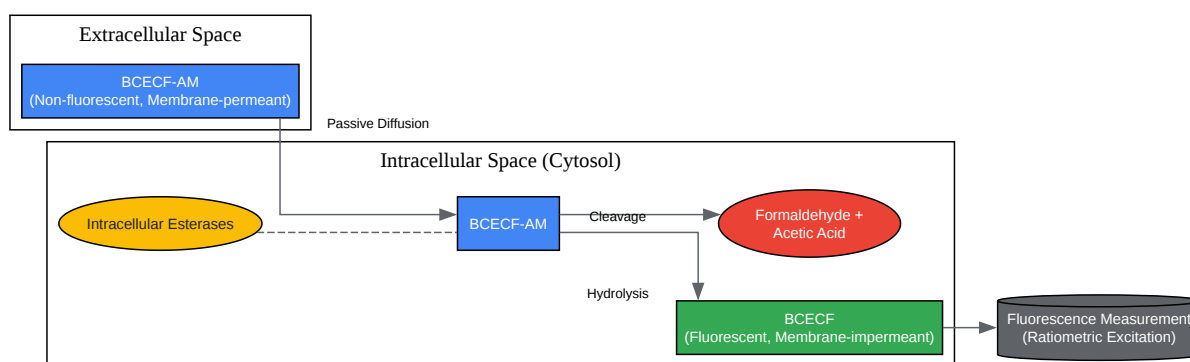 Extracellular Space
BCECF-AM
(Non-fluorescent, Membrane-permeant)
Passive Diffusion
Intracellular Space (Cytosol)
Intracellular Esterases
BCECF-AM
Cleavage
Formaldehyde +
Acetic Acid
Hydrolysis
BCECF
(Fluorescent, Membrane-impermeant)
Fluorescence Measurement
(Ratiometric Excitation)